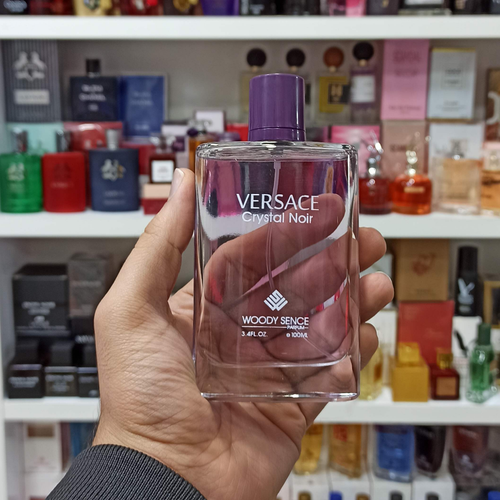 VERSACE
Crystal Noir
WOODY SENCE
PARFUM
3.4FL.OZ. e 100ML